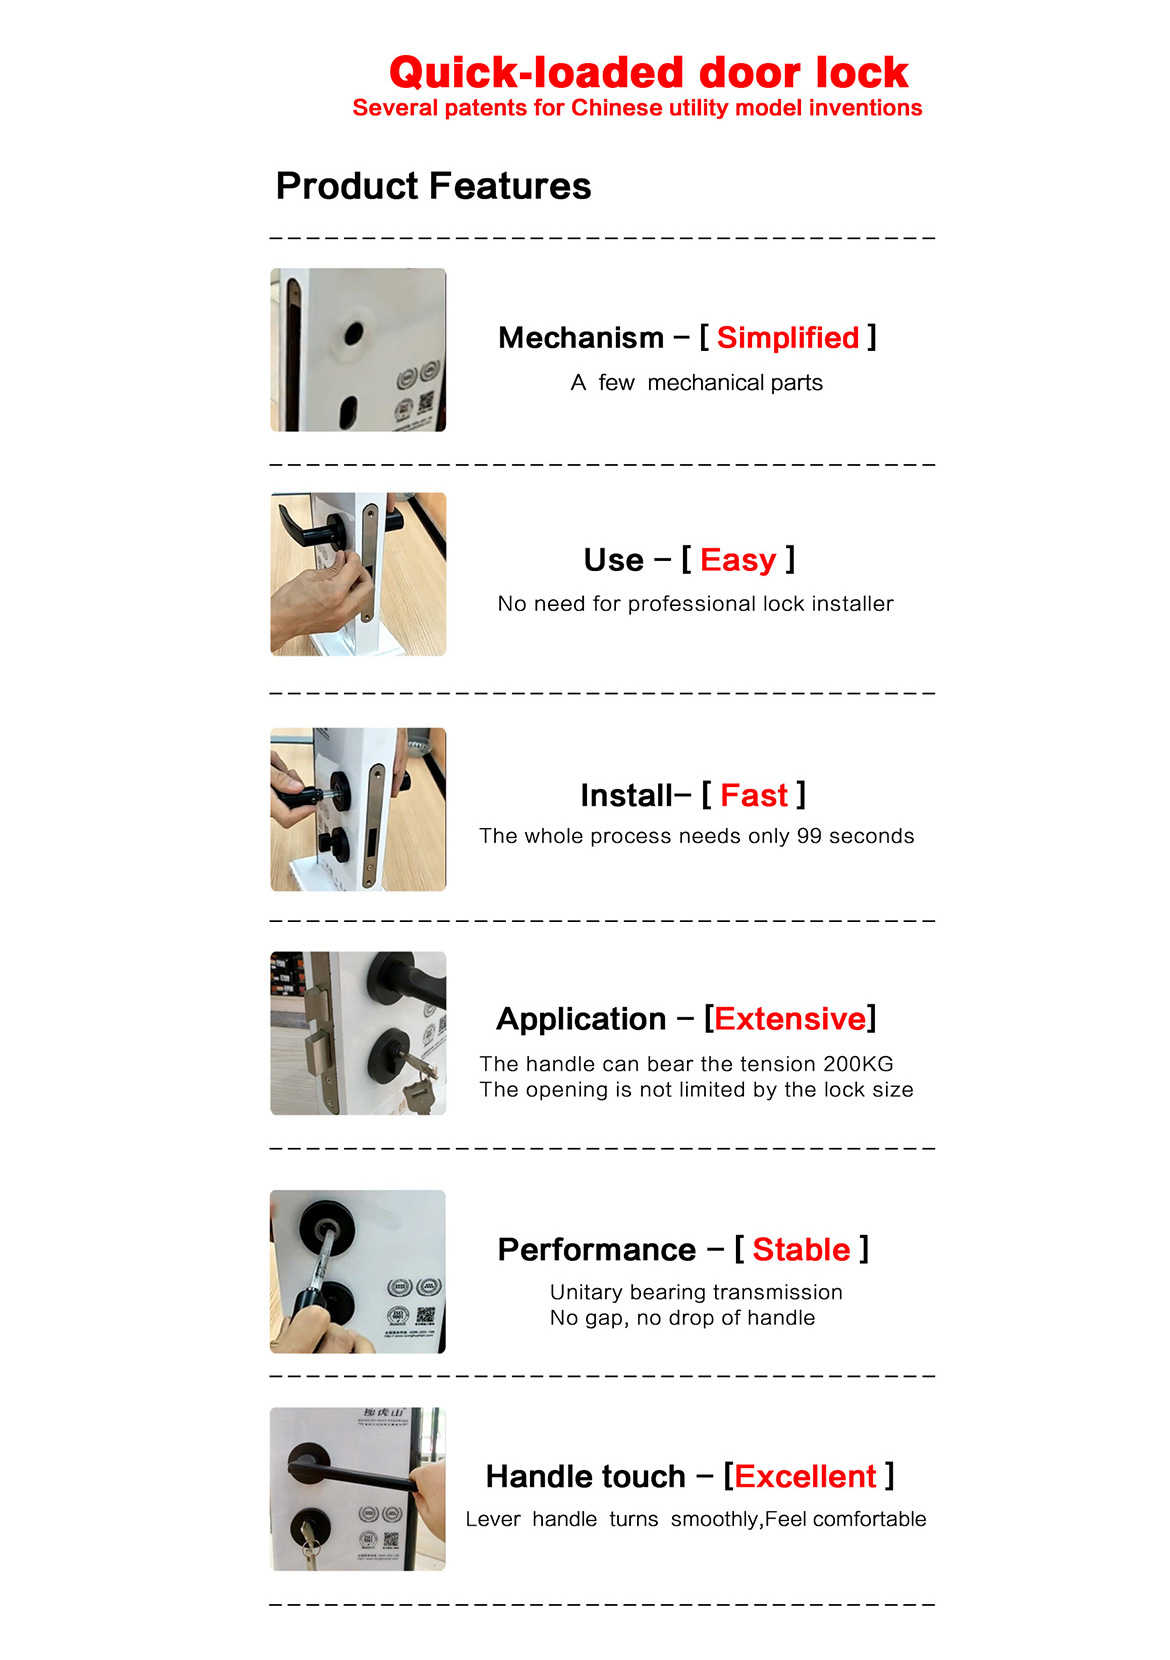 Quick-loaded door lock
Several patents for Chinese utility model inventions
Product Features
Mechanism – [ Simplified ]
A few mechanical parts
Use – [ Easy ]
No need for professional lock installer
Install– [ Fast ]
The whole process needs only 99 seconds
Application – [Extensive]
The handle can bear the tension 200KG
The opening is not limited by the lock size
Performance – [ Stable ]
Unitary bearing transmission
No gap, no drop of handle
Handle touch – [Excellent ]
Lever handle turns smoothly,Feel comfortable